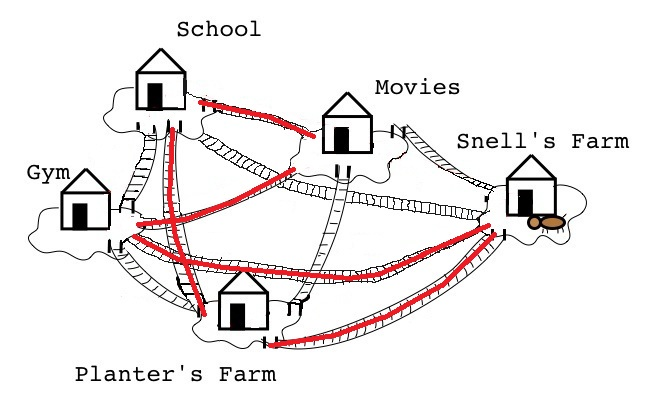 School
Movies
Snell's Farm
Gym
Planter's Farm